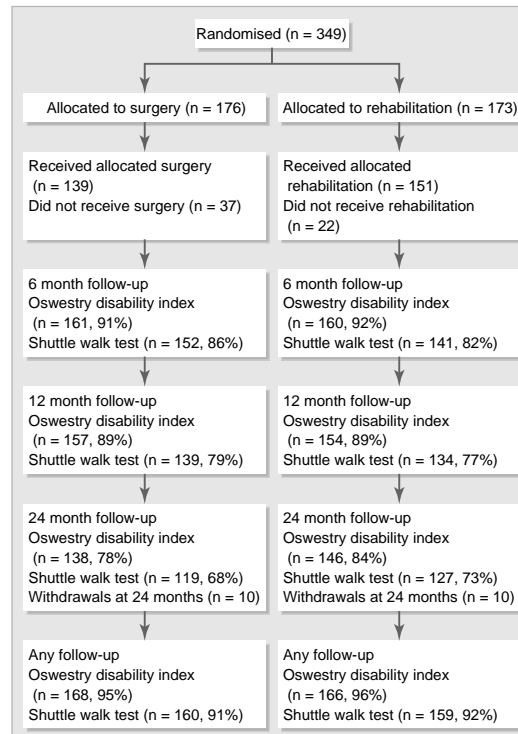 Randomised (n = 349)
Allocated to surgery (n = 176)
Allocated to rehabilitation (n = 173)
Received allocated surgery
(n = 139)
Did not receive surgery (n = 37)
Received allocated
rehabilitation (n = 151)
Did not receive rehabilitation
(n = 22)
6 month follow-up
Oswestry disability index
(n = 161, 91%)
Shuttle walk test (n = 152, 86%)
6 month follow-up
Oswestry disability index
(n = 160, 92%)
Shuttle walk test (n = 141, 82%)
12 month follow-up
Oswestry disability index
(n = 157, 89%)
Shuttle walk test (n = 139, 79%)
12 month follow-up
Oswestry disability index
(n = 154, 89%)
Shuttle walk test (n = 134, 77%)
24 month follow-up
Oswestry disability index
(n = 138, 78%)
Shuttle walk test (n = 119, 68%)
Withdrawals at 24 months (n = 10)
24 month follow-up
Oswestry disability index
(n = 146, 84%)
Shuttle walk test (n = 127, 73%)
Withdrawals at 24 months (n = 10)
Any follow-up
Oswestry disability index
(n = 168, 95%)
Shuttle walk test (n = 160, 91%)
Any follow-up
Oswestry disability index
(n = 166, 96%)
Shuttle walk test (n = 159, 92%)